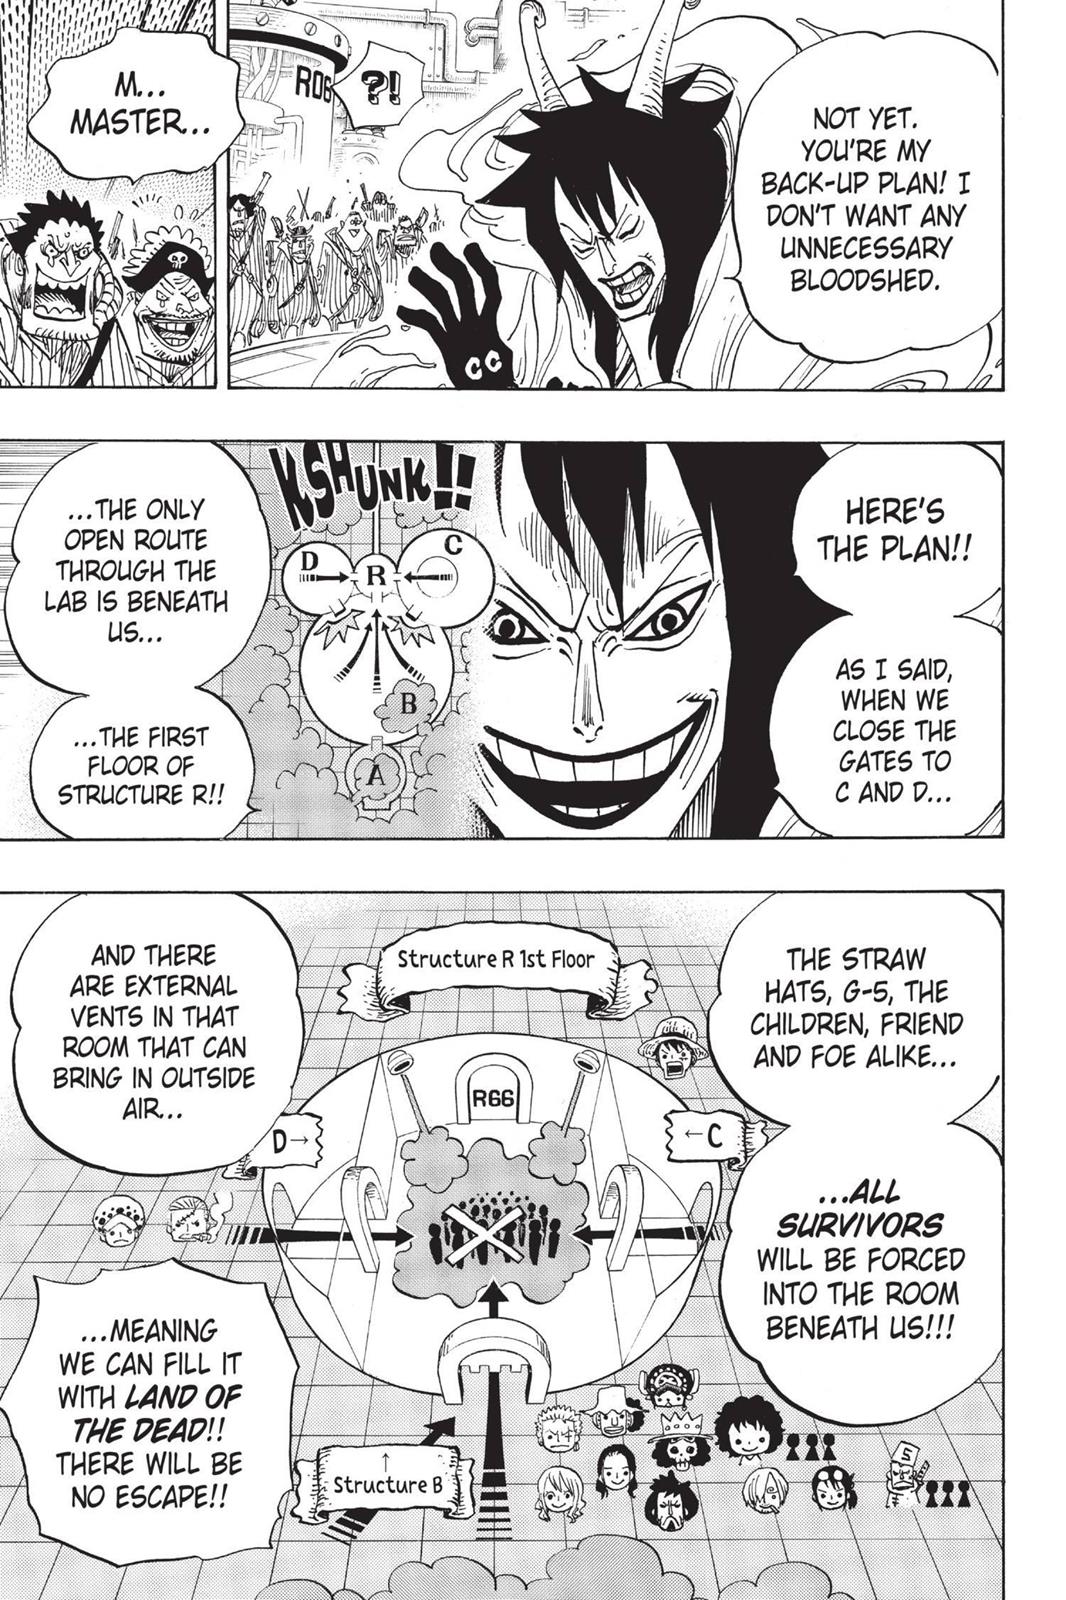 NOT YET.
YOU'RE MY
BACK-UP PLAN! I
DON'T WANT ANY
UNNECESSARY
BLOODSHED.
?!
R06
M...
MASTER...
HERE'S
THE PLAN!!
AS I SAID,
WHEN WE
CLOSE THE
GATES TO
C AND D...
KSHUNK!!
D
R
C
B
A
...THE ONLY
OPEN ROUTE
THROUGH THE
LAB IS BENEATH
US...
...THE FIRST
FLOOR OF
STRUCTURE R!!
THE STRAW
HATS, G-5, THE
CHILDREN, FRIEND
AND FOE ALIKE...
...ALL
SURVIVORS
WILL BE FORCED
INTO THE ROOM
BENEATH US!!!
Structure R 1st Floor
R66
D→
←C
↑
Structure B
5
AND THERE
ARE EXTERNAL
VENTS IN THAT
ROOM THAT CAN
BRING IN OUTSIDE
AIR...
...MEANING
WE CAN FILL IT
WITH LAND OF
THE DEAD!!
THERE WILL BE
NO ESCAPE!!